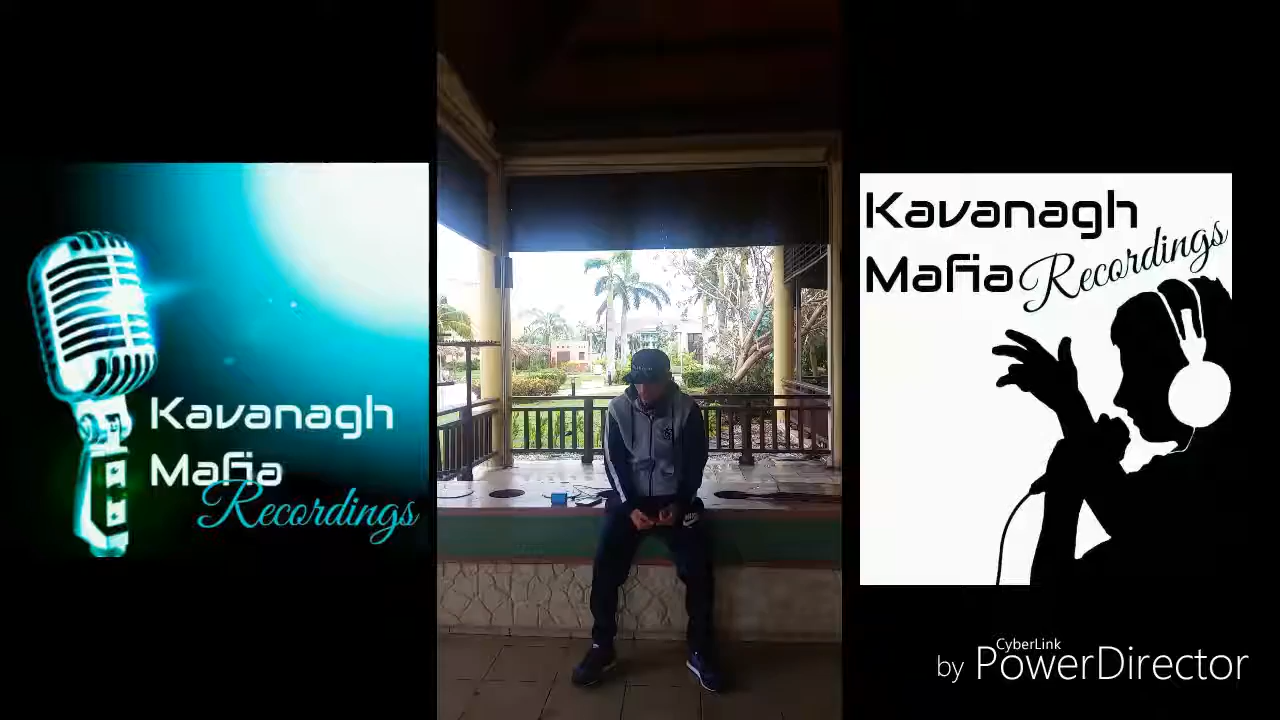 Kavanagh
Mafia
Recordings
Kavanagh
Mafia Recordings
CyberLink
by PowerDirector